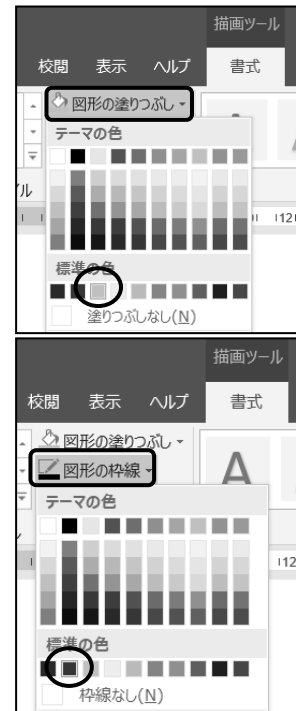 描画ツール
校閲 表示 ヘルプ 書式
図形の塗りつぶし
テーマの色
ル
標準の色
塗りつぶしなし(N)
描画ツール
校閲 表示 ヘルプ 書式
図形の塗りつぶし
図形の枠線
A
テーマの色
標準の色
枠線なし(N)